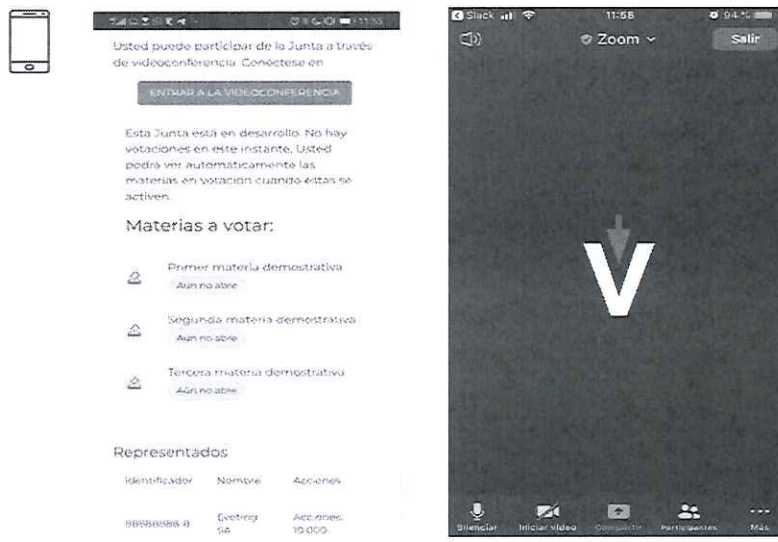 11:55
Usted puede participar de la Junta a través
de videoconferencia. Conéctese en
ENTRAR A LA VIDEOCONFERENCIA
Esta Junta está en desarrollo. No hay
votaciones en este instante. Usted
podrá ver automáticamente las
materias en votación cuando estas se
activen.
Materias a votar:
Primer materia demostrativa
Aún no abre
Segunda materia demostrativa
Aún no abre
Tercera materia demostrativa
Aún no abre
Representados
Identificador Nombre Acciones
Evoting
SA
Acciones:
10.000
Slack 11:58 94 %
Zoom
Salir
V
Silenciar Iniciar video Compartir Participantes Más